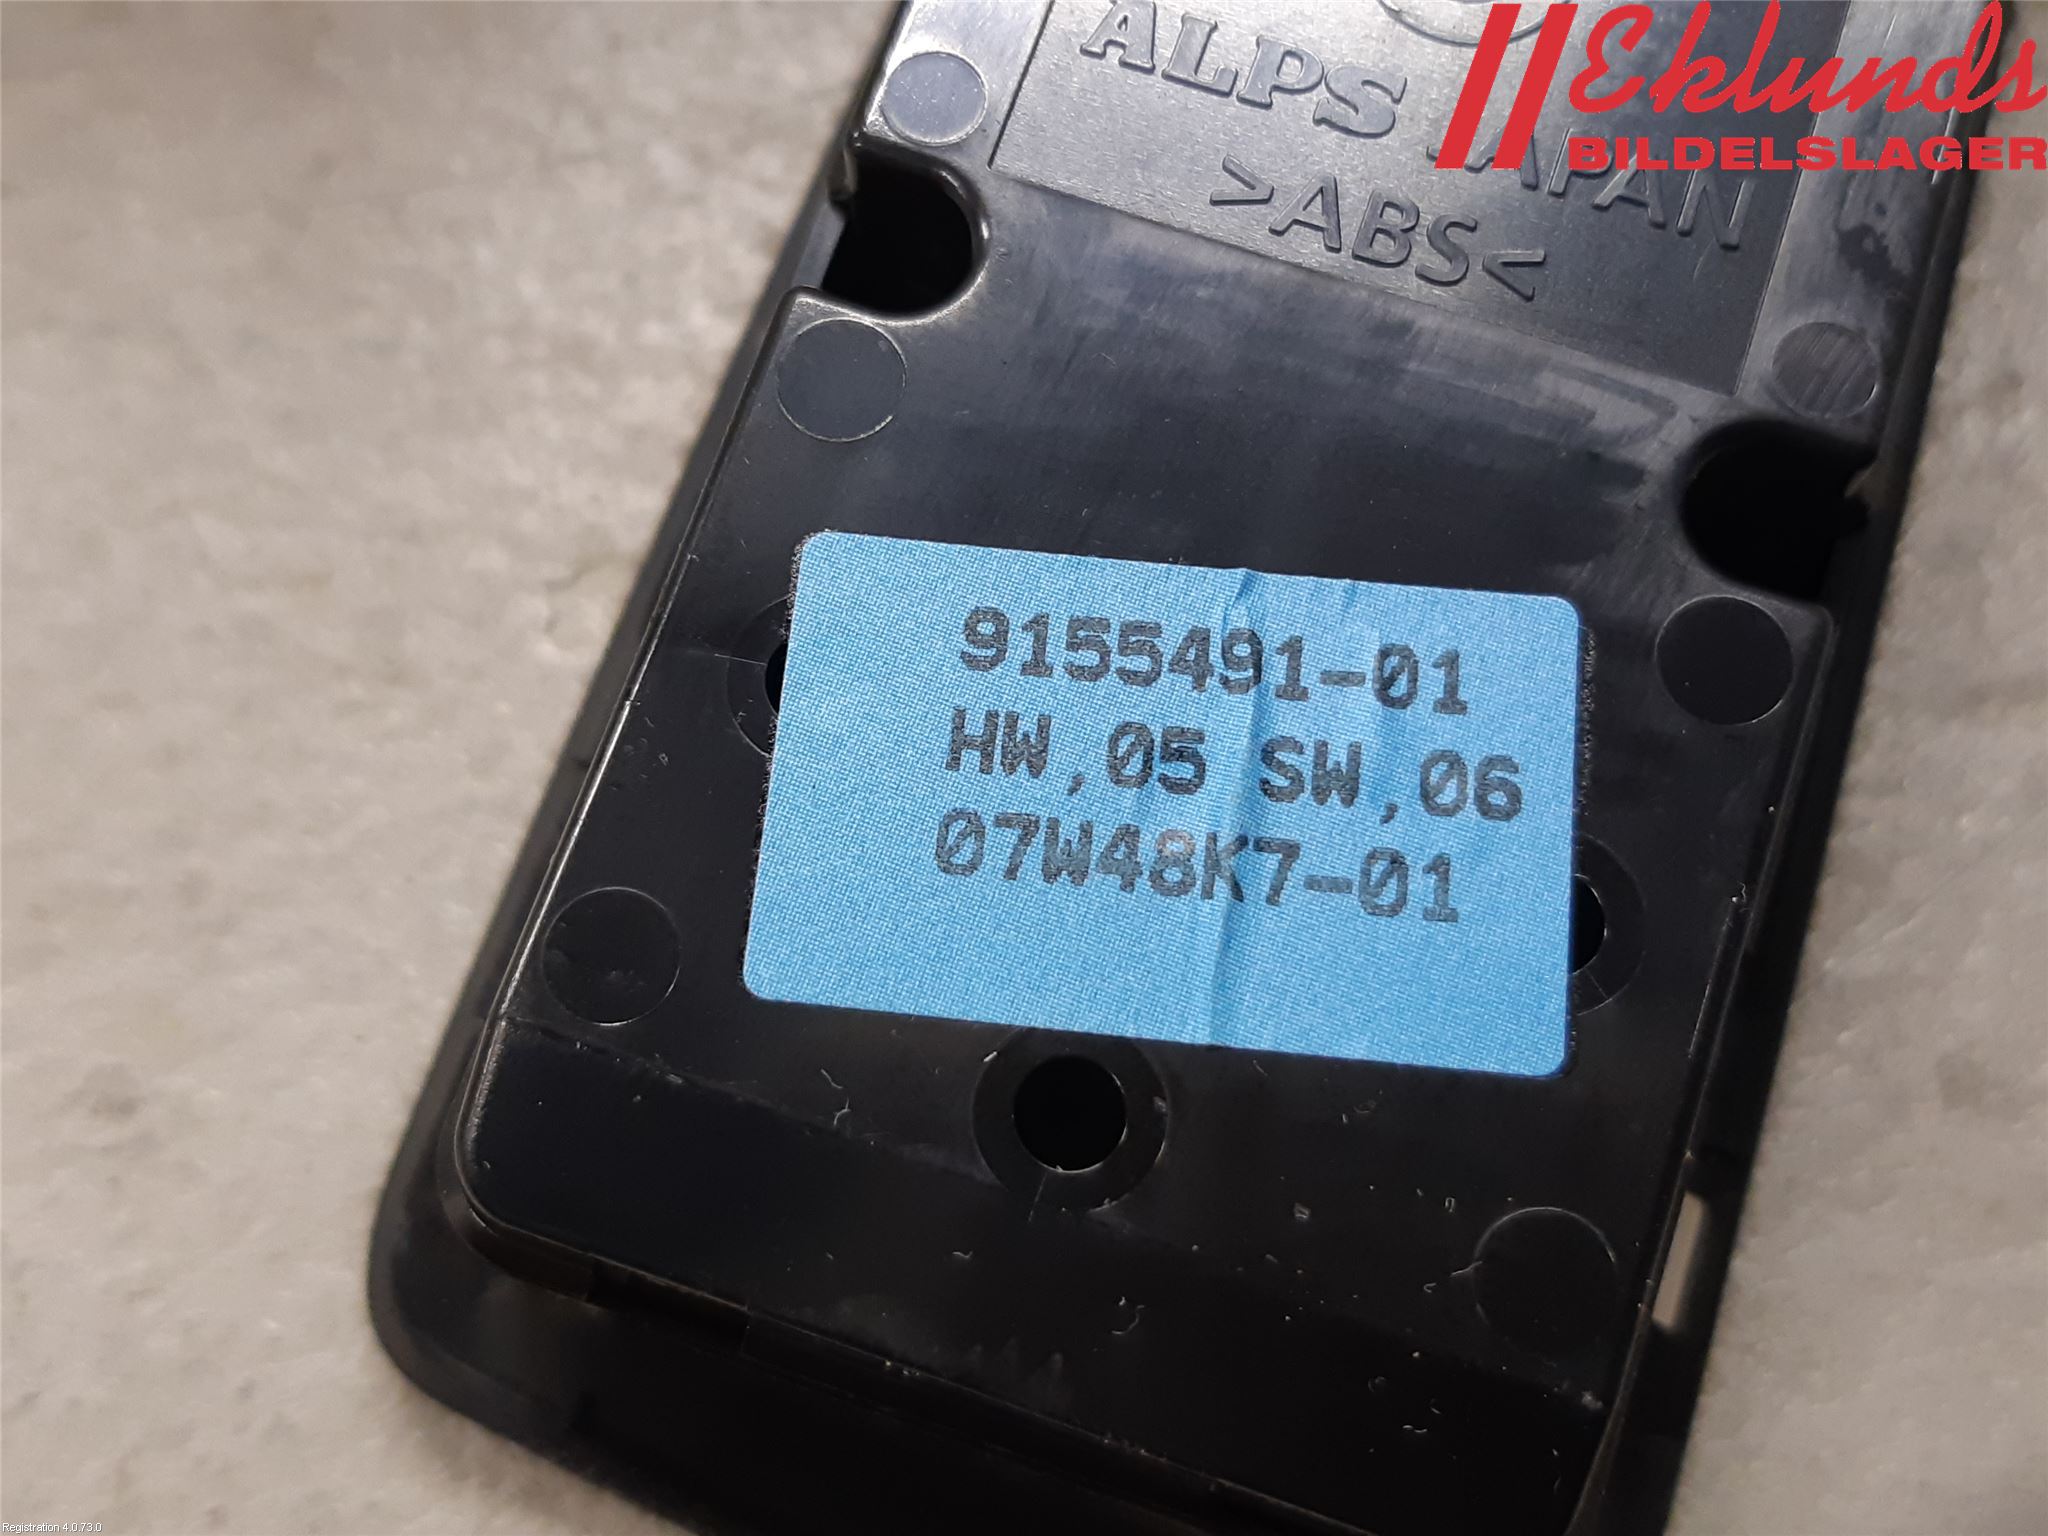 Eklunds
BILDELSLAGER
ALPS JAPAN
>ABS<
9155491-01
HW,05 SW,06
07W48K7-01
Registration 4.0.73.0